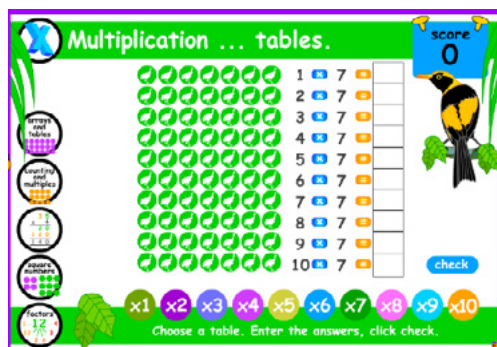 X Multiplication ... tables.
score
0
arrays
and
tables
counting
and
multiples
square
numbers
factors
12
1 x 7 =
2 x 7 =
3 x 7 =
4 x 7 =
5 x 7 =
6 x 7 =
7 x 7 =
8 x 7 =
9 x 7 =
10 x 7 =
check
x1 x2 x3 x4 x5 x6 x7 x8 x9 x10
Choose a table. Enter the answers, click check.